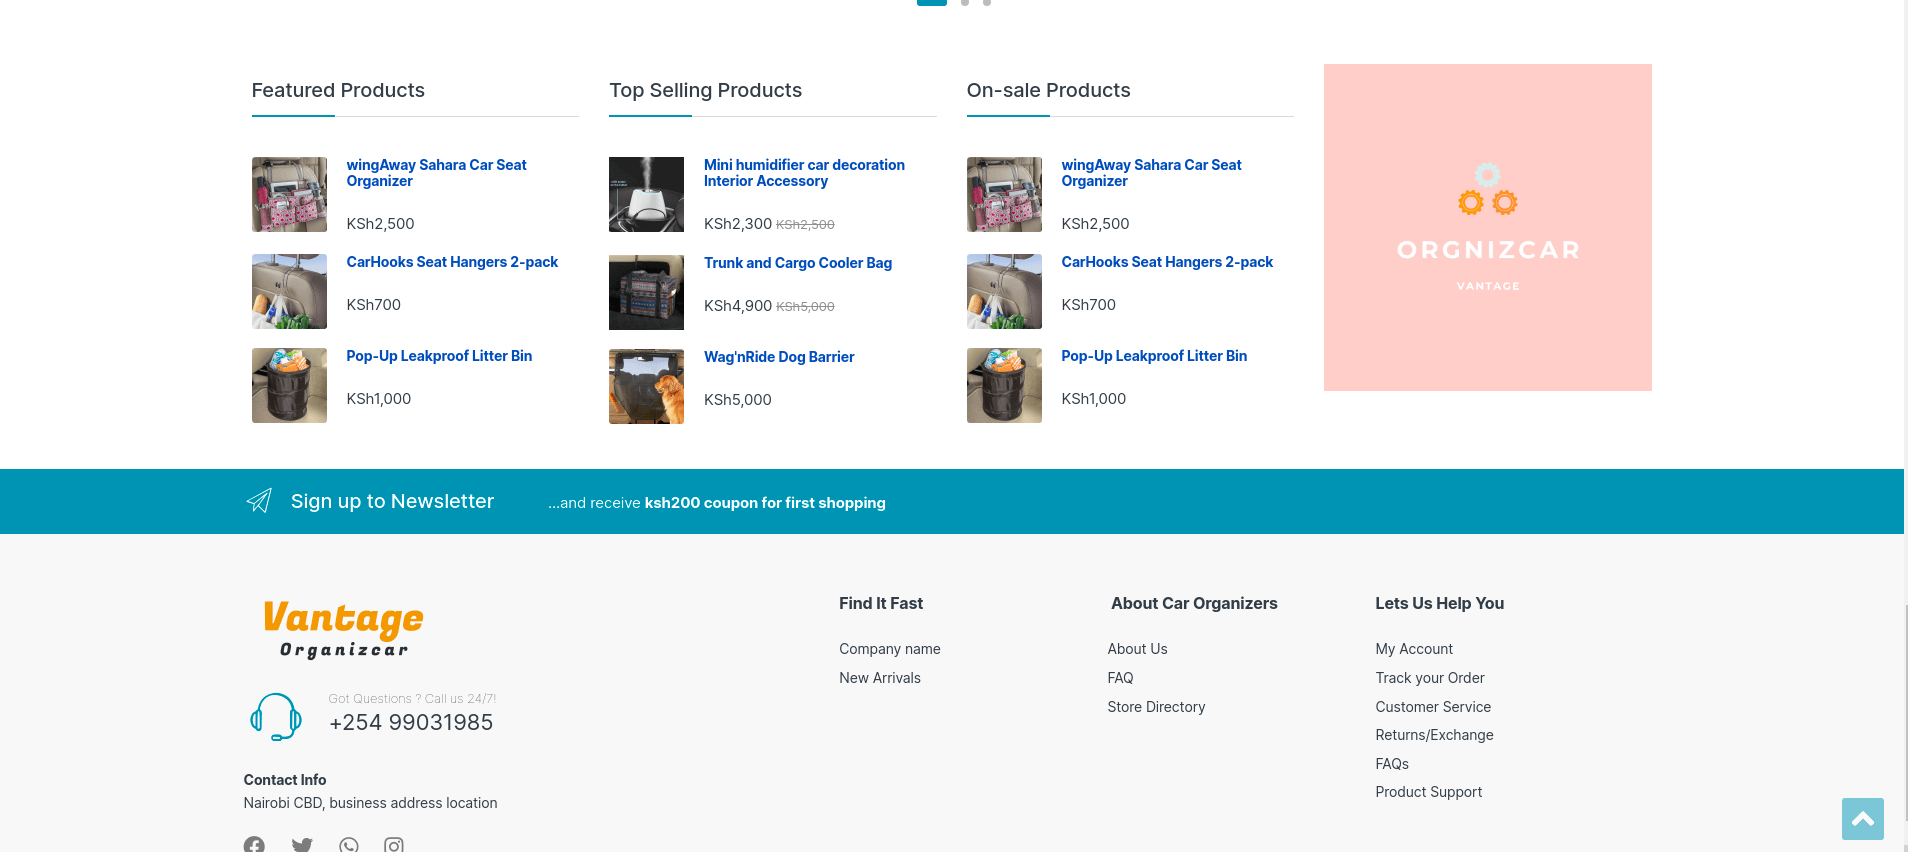 Featured Products
wingAway Sahara Car Seat
Organizer
KSh2,500
CarHooks Seat Hangers 2-pack
KSh700
Pop-Up Leakproof Litter Bin
KSh1,000
Top Selling Products
Mini humidifier car decoration
Interior Accessory
KSh2,300 KSh2,500
Trunk and Cargo Cooler Bag
KSh4,900 KSh5,000
Wag'nRide Dog Barrier
KSh5,000
On-sale Products
wingAway Sahara Car Seat
Organizer
KSh2,500
CarHooks Seat Hangers 2-pack
KSh700
Pop-Up Leakproof Litter Bin
KSh1,000
ORGNIZCAR
VANTAGE
Sign up to Newsletter
...and receive ksh200 coupon for first shopping
Vantage
Organizcar
Got Questions ? Call us 24/7!
+254 99031985
Contact Info
Nairobi CBD, business address location
Find It Fast
Company name
New Arrivals
About Car Organizers
About Us
FAQ
Store Directory
Lets Us Help You
My Account
Track your Order
Customer Service
Returns/Exchange
FAQs
Product Support